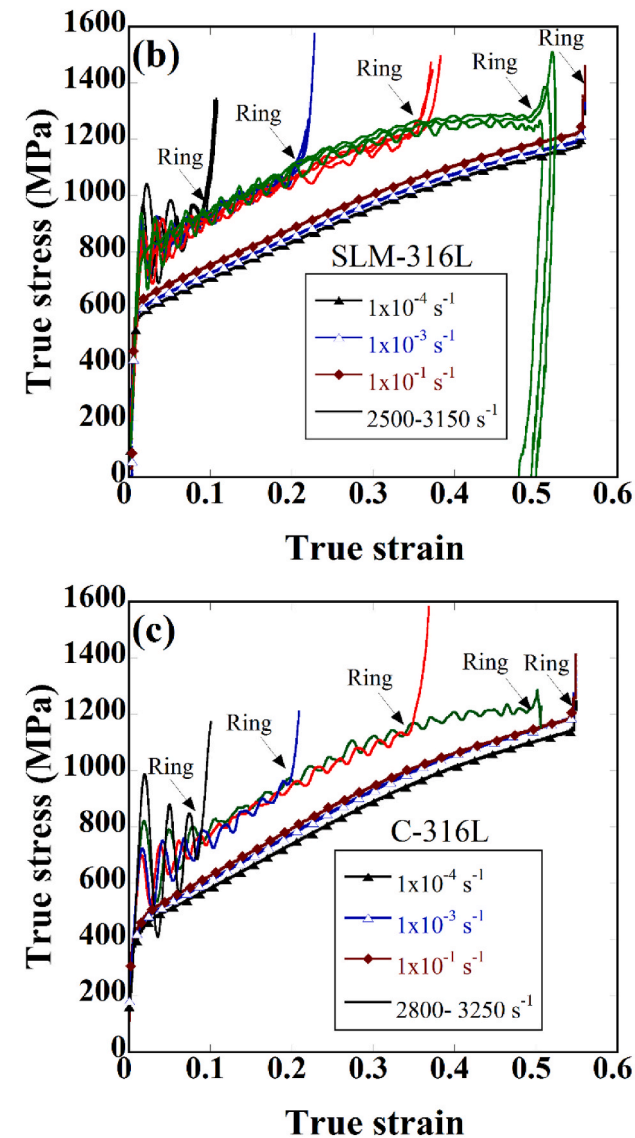 1600
(b)
1400
Ring
Ring
Ring
Ring
Ring
1200
1000
800
600
400
200
0
True stress (MPa)
SLM-316L
1x10⁻⁴ s⁻¹
1x10⁻³ s⁻¹
1x10⁻¹ s⁻¹
2500-3150 s⁻¹
0 0.1 0.2 0.3 0.4 0.5 0.6
True strain
1600
(c)
1400
Ring
Ring
Ring
Ring
Ring
1200
1000
800
600
400
200
0
True stress (MPa)
C-316L
1x10⁻⁴ s⁻¹
1x10⁻³ s⁻¹
1x10⁻¹ s⁻¹
2800- 3250 s⁻¹
0 0.1 0.2 0.3 0.4 0.5 0.6
True strain